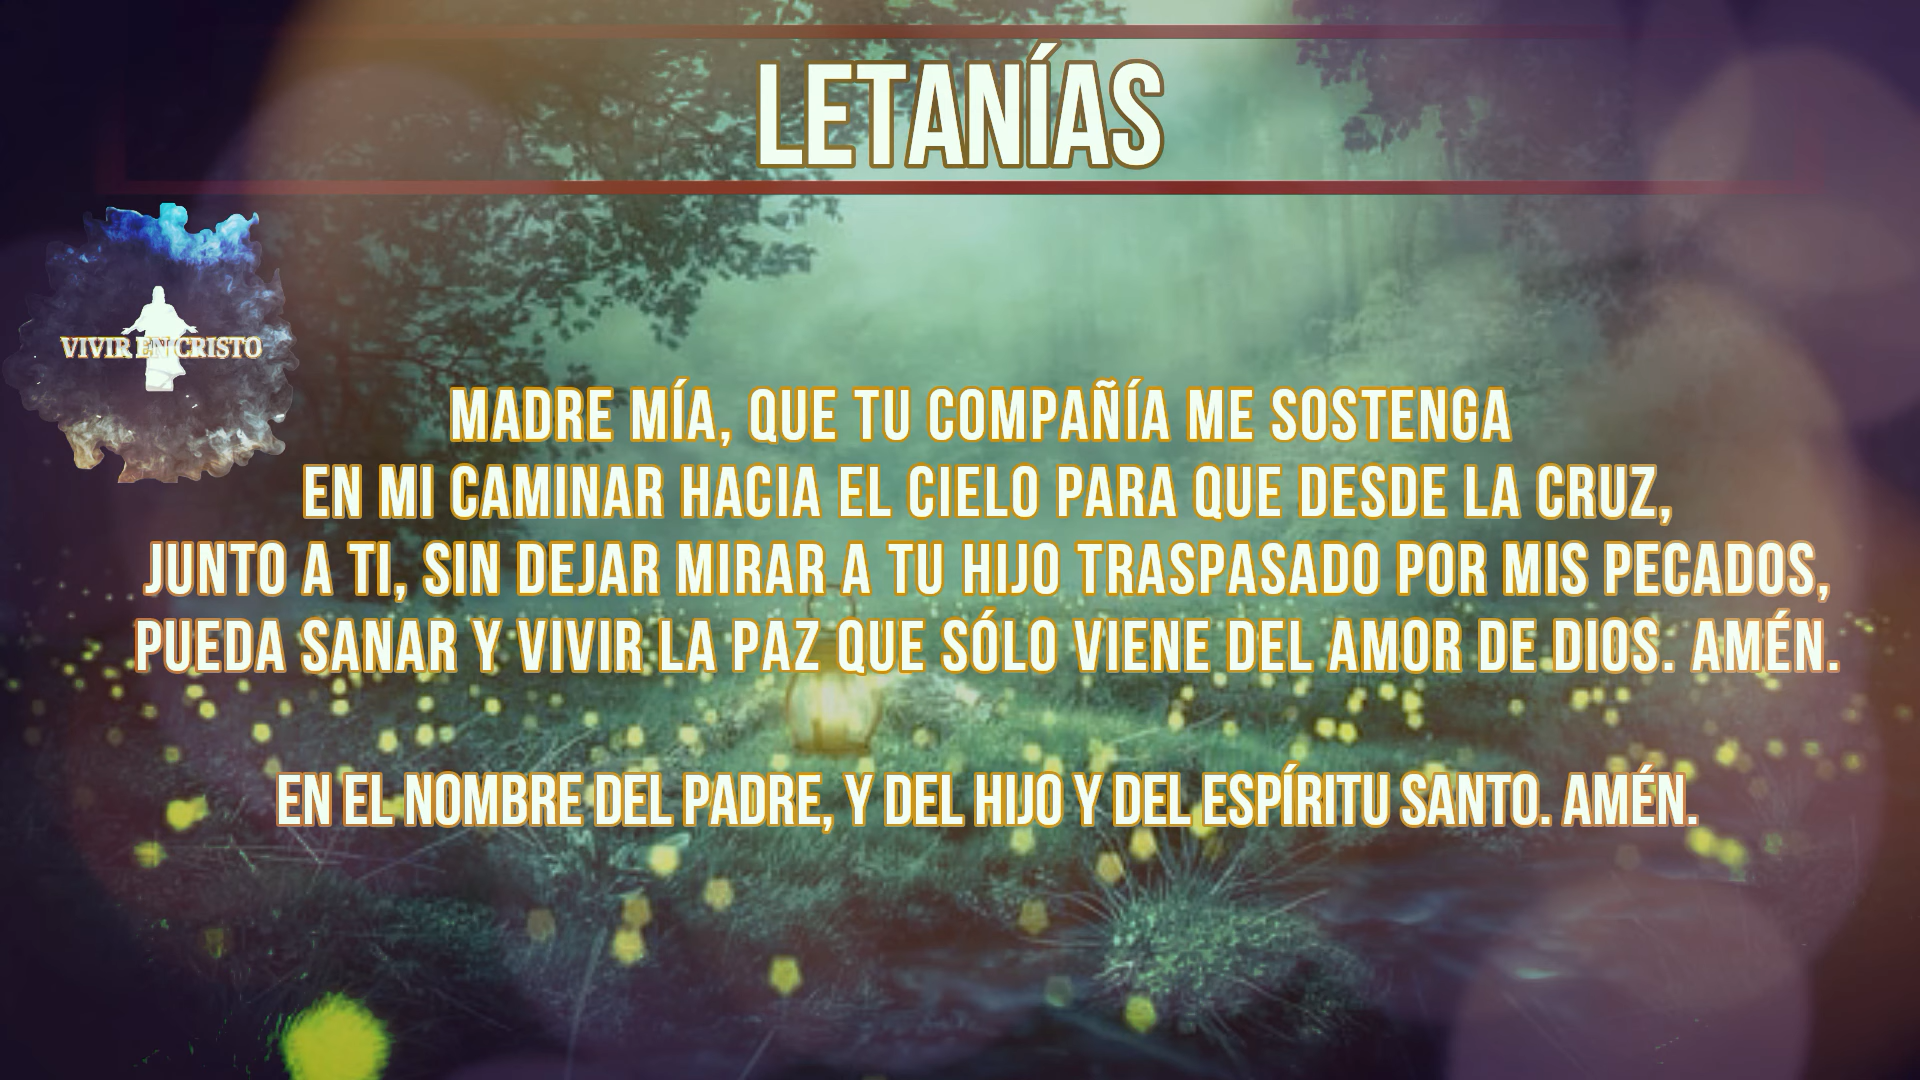 LETANÍAS
VIVIR EN CRISTO
MADRE MÍA, QUE TU COMPAÑÍA ME SOSTENGA
EN MI CAMINAR HACIA EL CIELO PARA QUE DESDE LA CRUZ,
JUNTO A TI, SIN DEJAR MIRAR A TU HIJO TRASPASADO POR MIS PECADOS,
PUEDA SANAR Y VIVIR LA PAZ QUE SÓLO VIENE DEL AMOR DE DIOS. AMÉN.
EN EL NOMBRE DEL PADRE, Y DEL HIJO Y DEL ESPÍRITU SANTO. AMÉN.